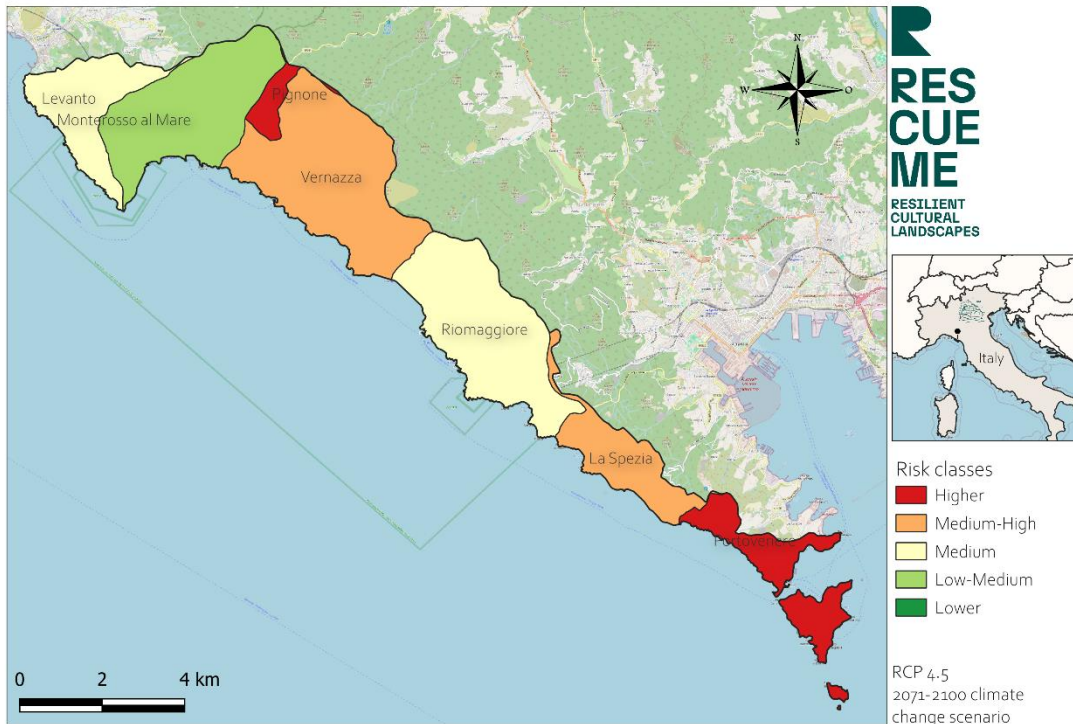 Levanto
Monterosso al Mare
Pignone
Vernazza
Riomaggiore
La Spezia
Portovenere
N
W
O
S
0 2 4 km
RES
CUE
ME
RESILIENT
CULTURAL
LANDSCAPES
Italy
Risk classes
Higher
Medium-High
Medium
Low-Medium
Lower
RCP 4.5
2071-2100 climate
change scenario